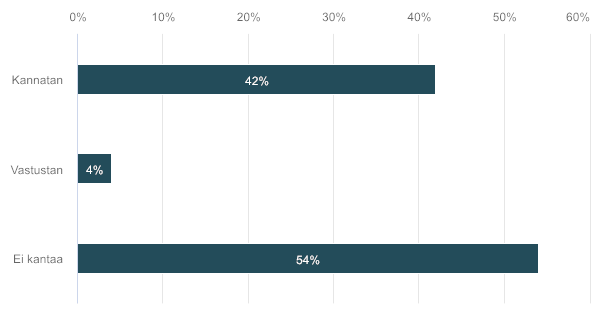 0% 10% 20% 30% 40% 50% 60%
Kannatan 42%
Vastustan 4%
Ei kantaa 54%